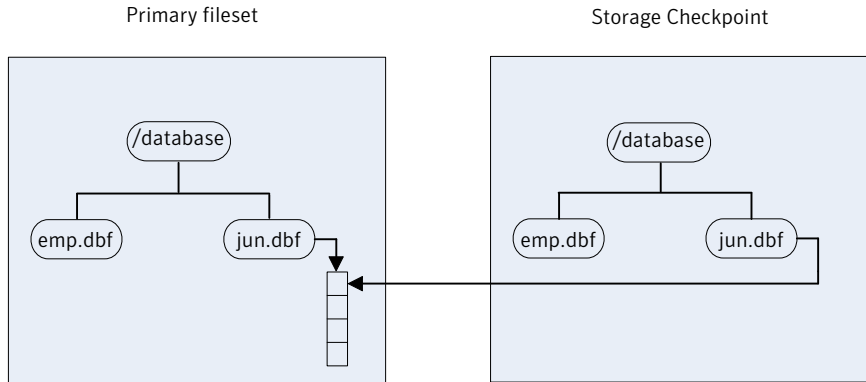 Primary fileset
Storage Checkpoint
/database
/database
emp.dbf
jun.dbf
emp.dbf
jun.dbf